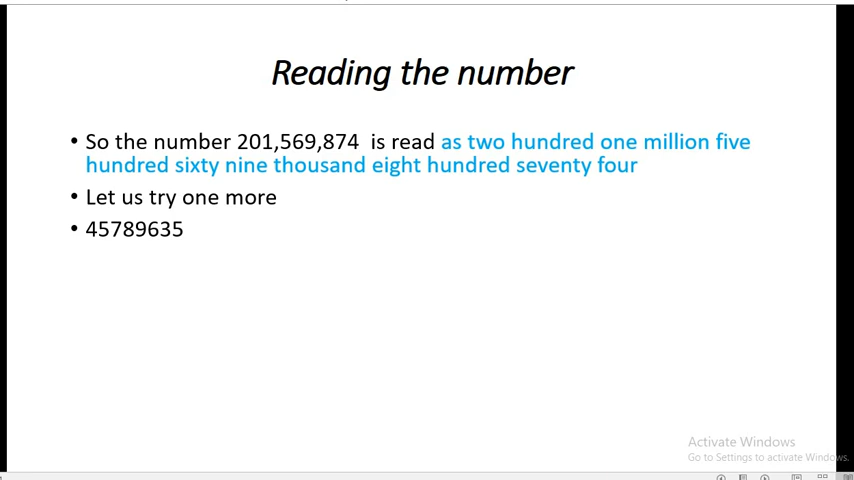 Reading the number
• So the number 201,569,874 is read as two hundred one million five
hundred sixty nine thousand eight hundred seventy four
• Let us try one more
• 45789635
Activate Windows
Go to Settings to activate Windows.